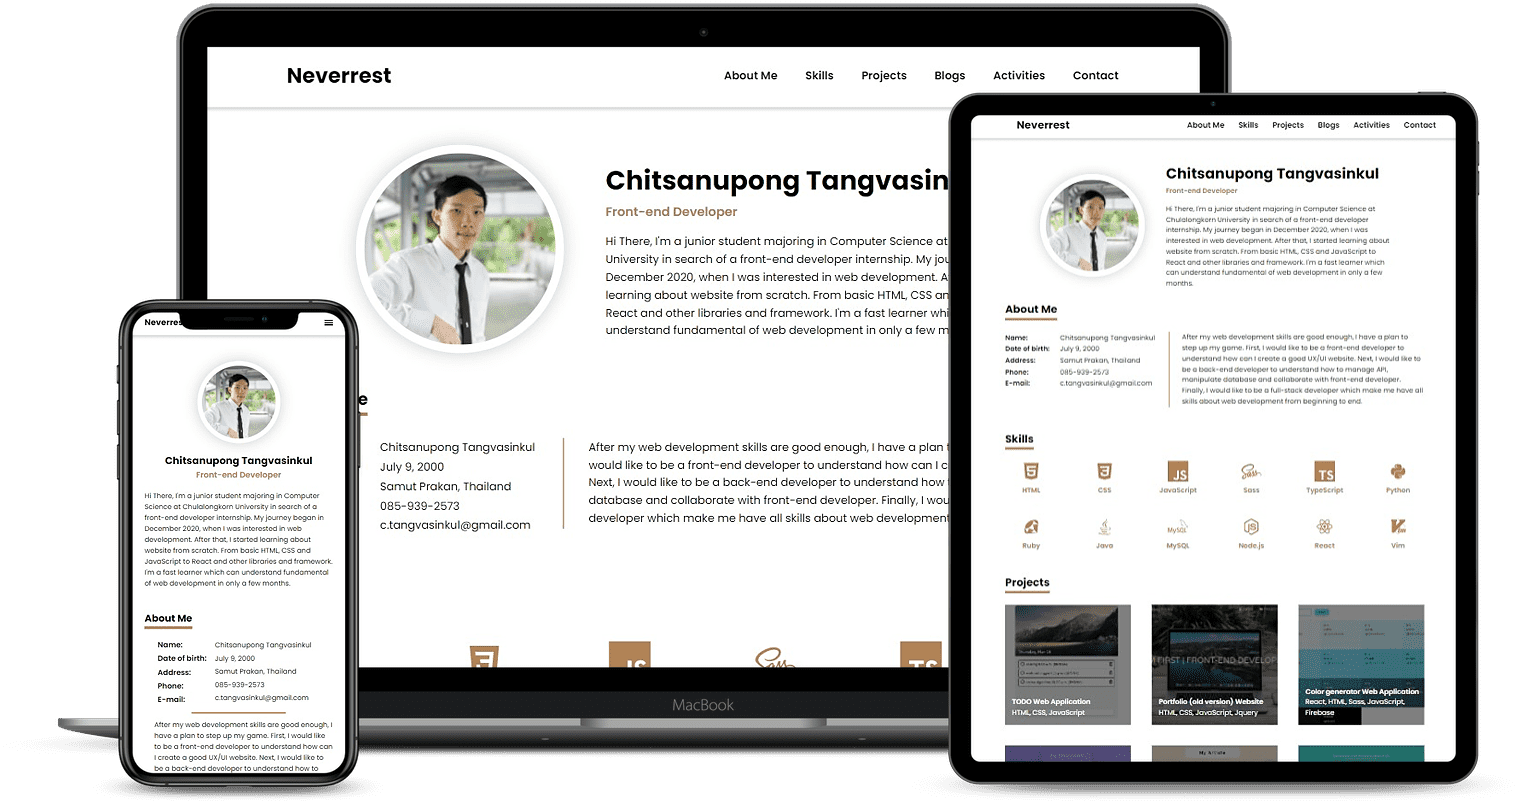 Neverrest
About Me Skills Projects Blogs Activities Contact
Chitsanupong Tangvasin
Front-end Developer
Hi There, I'm a junior student majoring in Computer Science at
University in search of a front-end developer internship. My jou
December 2020, when I was interested in web development. A
learning about website from scratch. From basic HTML, CSS an
React and other libraries and framework. I'm a fast learner whi
understand fundamental of web development in only a few m
e
Chitsanupong Tangvasinkul
July 9, 2000
Samut Prakan, Thailand
085-939-2573
c.tangvasinkul@gmail.com
After my web development skills are good enough, I have a plan t
would like to be a front-end developer to understand how can I c
Next, I would like to be a back-end developer to understand how
database and collaborate with front-end developer. Finally, I wou
developer which make me have all skills about web development
JS
Sass
TS
MacBook
Neverres
Chitsanupong Tangvasinkul
Front-end Developer
Hi There, I'm a junior student majoring in Computer
Science at Chulalongkorn University in search of a
front-end developer internship. My journey began in
December 2020, when I was interested in web
development. After that, I started learning about
website from scratch. From basic HTML, CSS and
JavaScript to React and other libraries and framework.
I'm a fast learner which can understand fundamental
of web development in only a few months.
About Me
Name: Chitsanupong Tangvasinkul
Date of birth: July 9, 2000
Address: Samut Prakan, Thailand
Phone: 085-939-2573
E-mail: c.tangvasinkul@gmail.com
After my web development skills are good enough, I
have a plan to step up my game. First, I would like
to be a front-end developer to understand how can
I create a good UX/UI website. Next, I would like to
be a back-end developer to understand how to
Neverrest
About Me Skills Projects Blogs Activities Contact
Chitsanupong Tangvasinkul
Front-end Developer
Hi There, I'm a junior student majoring in Computer Science at
Chulalongkorn University in search of a front-end developer
internship. My journey began in December 2020, when I was
interested in web development. After that, I started learning about
website from scratch. From basic HTML, CSS and JavaScript to
React and other libraries and framework. I'm a fast learner which
can understand fundamental of web development in only a few
months.
About Me
Name: Chitsanupong Tangvasinkul
Date of birth: July 9, 2000
Address: Samut Prakan, Thailand
Phone: 085-939-2573
E-mail: c.tangvasinkul@gmail.com
After my web development skills are good enough, I have a plan to
step up my game. First, I would like to be a front-end developer to
understand how can I create a good UX/UI website. Next, I would like to
be a back-end developer to understand how to manage API,
manipulate database and collaborate with front-end developer.
Finally, I would like to be a full-stack developer which make me have all
skills about web development from beginning to end.
Skills
JS Sass TS
HTML CSS JavaScript Sass TypeScript Python
MySQL JS Vim
Ruby Java MySQL Node.js React Vim
Projects
TODO Web Application
HTML, CSS, JavaScript
M FIRST | FRONT-END DEVELOP
Portfolio (old version) Website
HTML, CSS, JavaScript, Jquery
Color generator Web Application
React, HTML, Sass, JavaScript,
Firebase
My Article